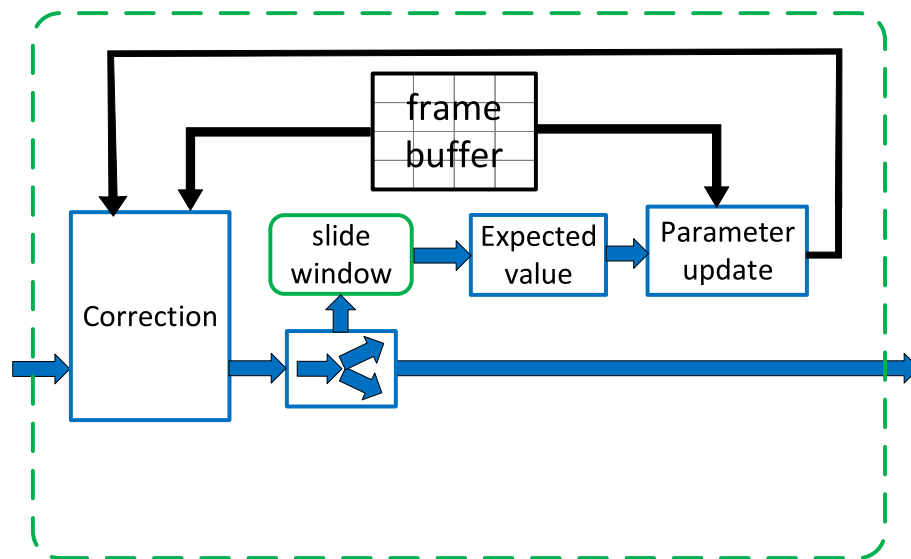 frame
buffer
slide
window
Expected
value
Parameter
update
Correction